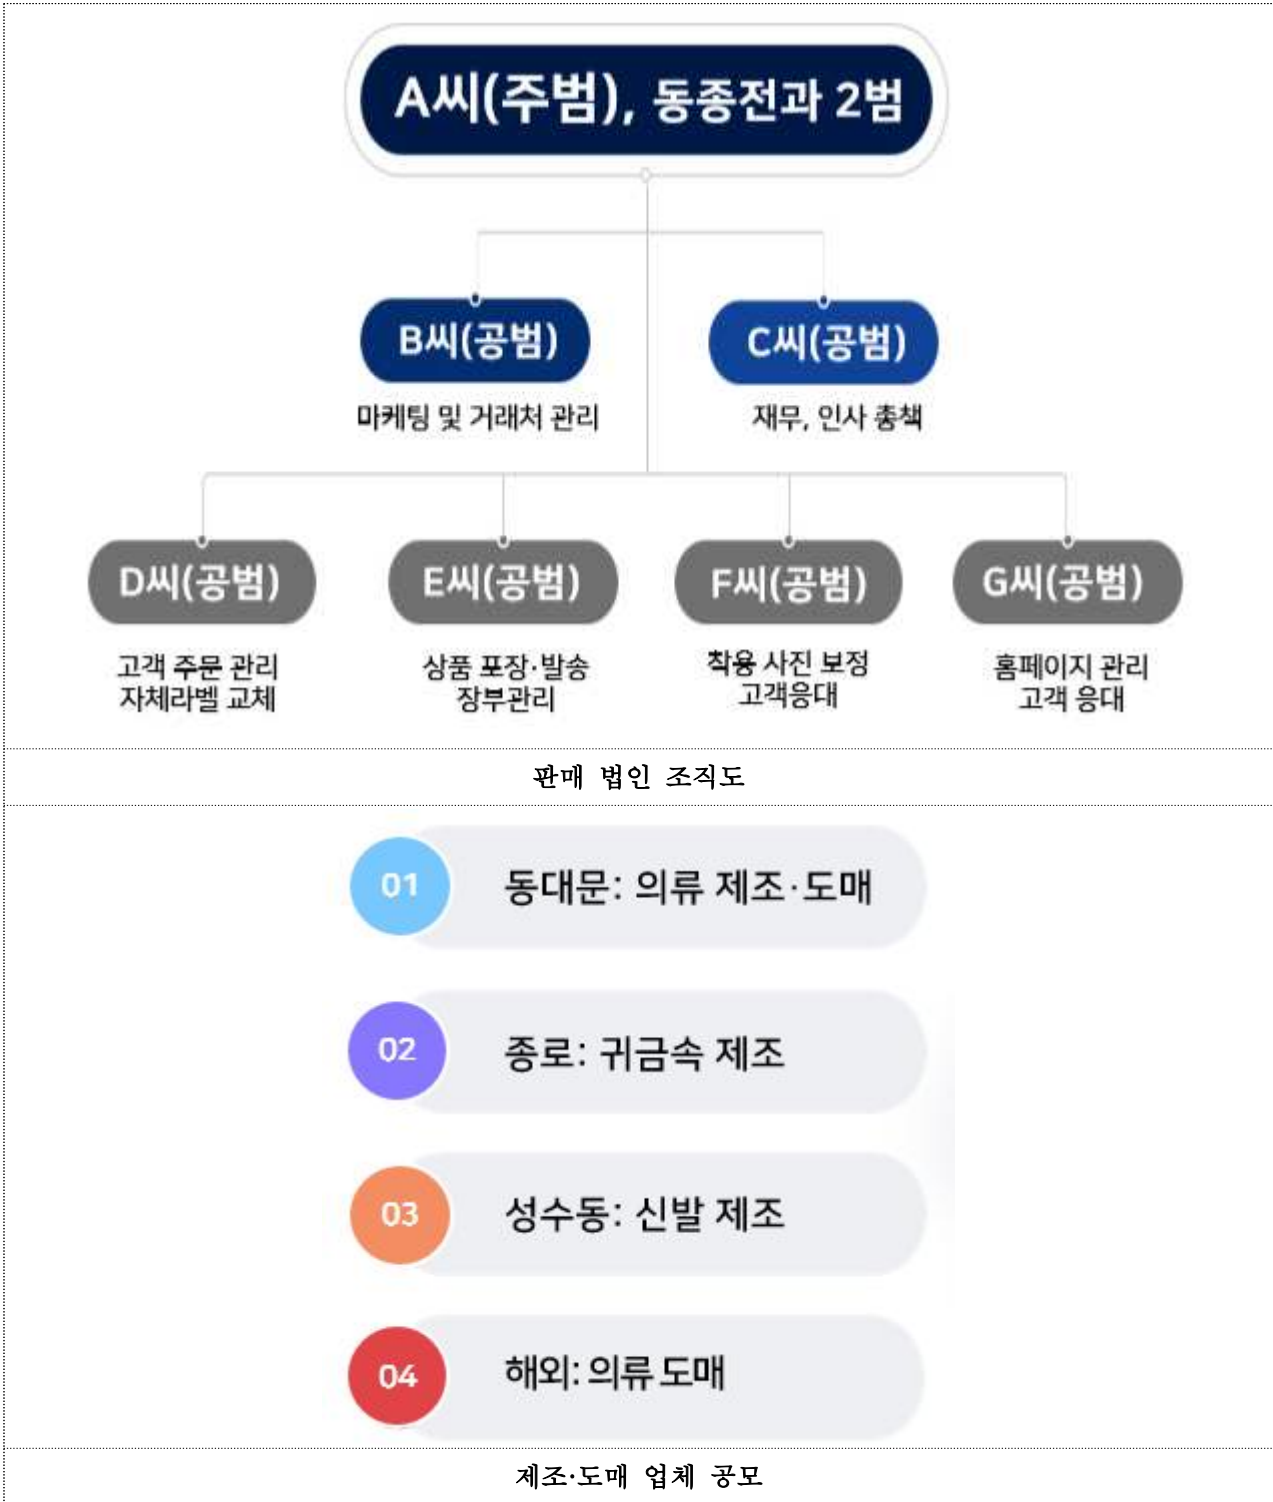 A씨(주범), 동종전과 2범
B씨(공범)
C씨(공범)
마케팅 및 거래처 관리
재무, 인사 총책
D씨(공범)
E씨(공범)
F씨(공범)
G씨(공범)
고객 주문 관리
자체라벨 교체
상품 포장·발송
장부관리
착용 사진 보정
고객응대
홈페이지 관리
고객 응대
판매 법인 조직도
01 동대문: 의류 제조·도매
02 종로: 귀금속 제조
03 성수동: 신발 제조
04 해외: 의류 도매
제조·도매 업체 공모